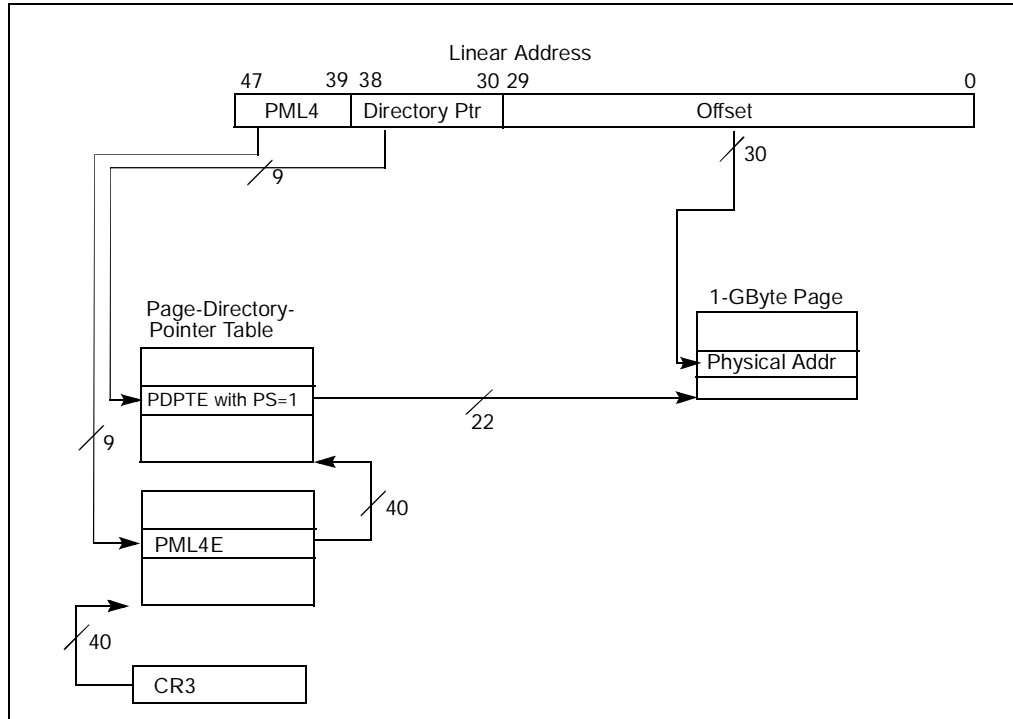 Linear Address
47 39 38 30 29 0
PML4 Directory Ptr Offset
9
30
Page-Directory-
Pointer Table
1-GByte Page
Physical Addr
PDPTE with PS=1
22
9
40
PML4E
40
CR3